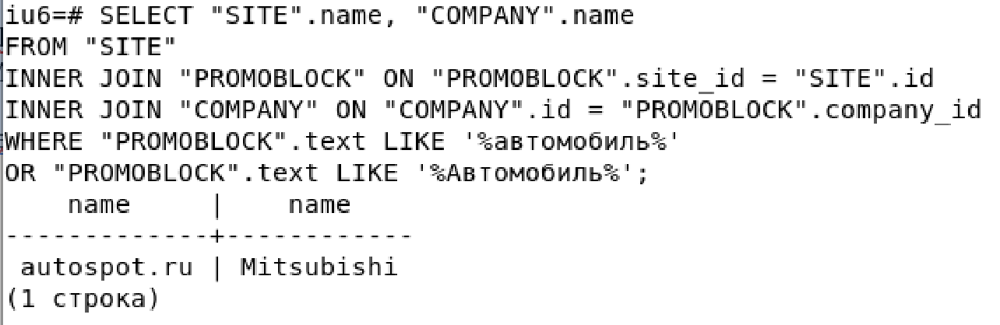 iu6=# SELECT "SITE".name, "COMPANY".name
FROM "SITE"
INNER JOIN "PROMOBLOCK" ON "PROMOBLOCK".site_id = "SITE".id
INNER JOIN "COMPANY" ON "COMPANY".id = "PROMOBLOCK".company_id
WHERE "PROMOBLOCK".text LIKE '%автомобиль%'
OR "PROMOBLOCK".text LIKE '%Автомобиль%';
    name     |    name
-------------+------------
 autospot.ru | Mitsubishi
(1 строка)